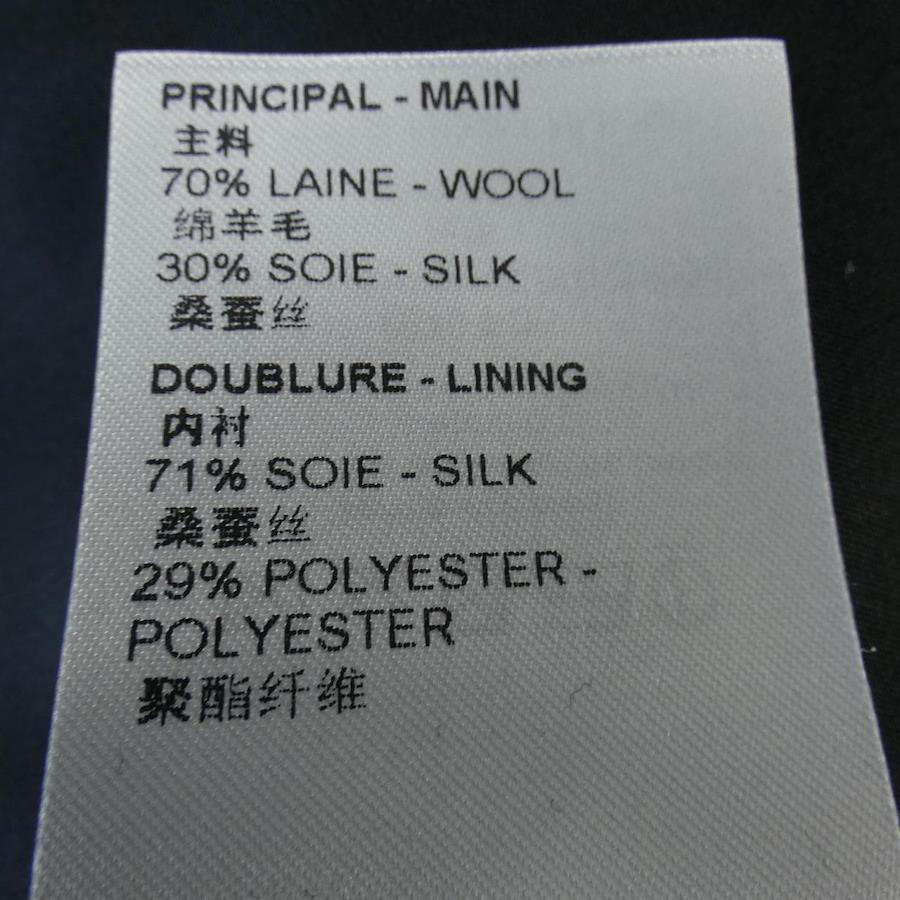 PRINCIPAL - MAIN
主料
70% LAINE - WOOL
绵羊毛
30% SOIE - SILK
桑蚕丝
DOUBLURE - LINING
内衬
71% SOIE - SILK
桑蚕丝
29% POLYESTER -
POLYESTER
聚酯纤维